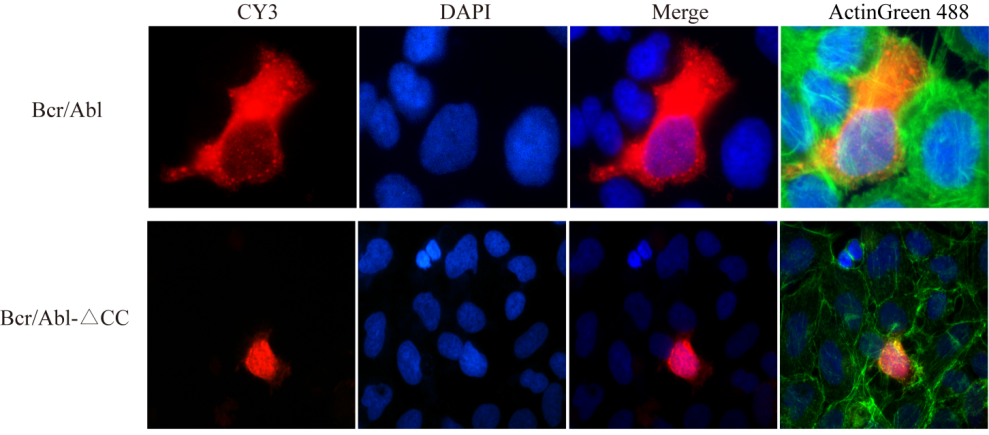 CY3 DAPI Merge ActinGreen 488
Bcr/Abl
Bcr/Abl-△CC